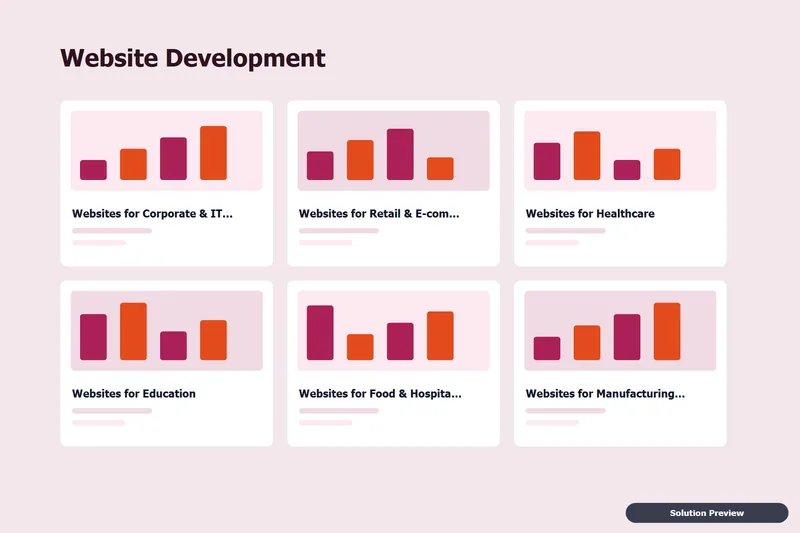 Website Development
Websites for Corporate & IT...
Websites for Retail & E-com...
Websites for Healthcare
Websites for Education
Websites for Food & Hospita...
Websites for Manufacturing...
Solution Preview